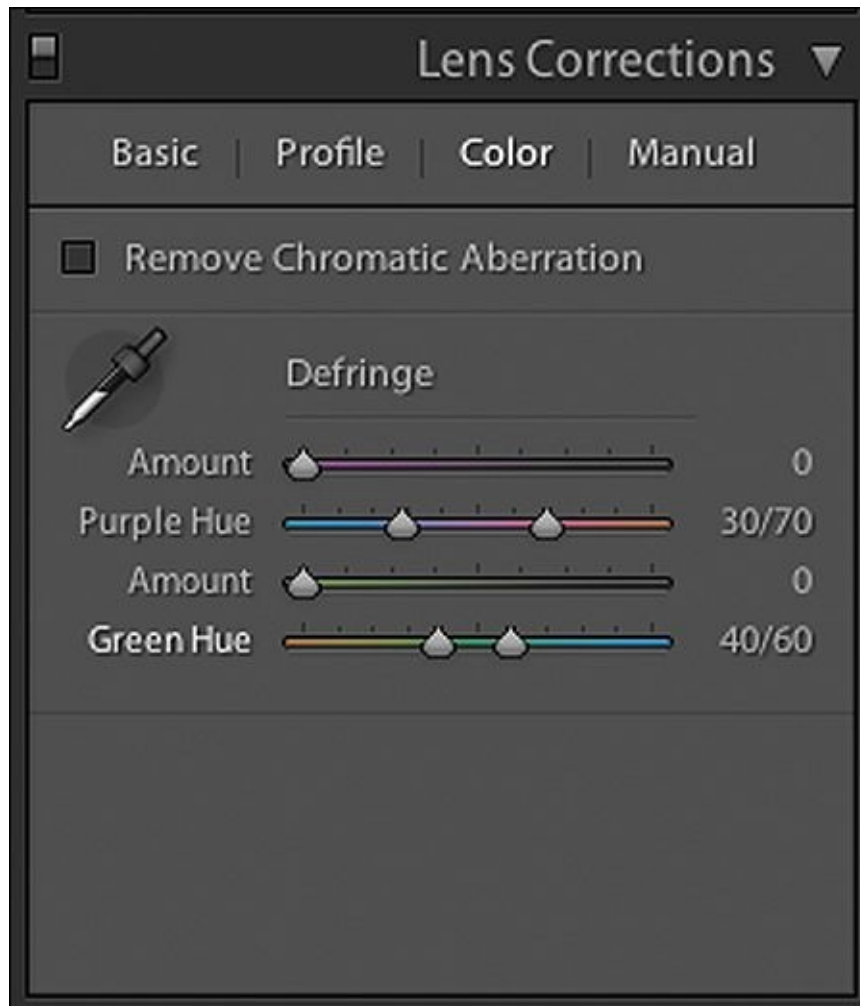 Lens Corrections
Basic | Profile | Color | Manual
Remove Chromatic Aberration
Defringe
Amount 0
Purple Hue 30/70
Amount 0
Green Hue 40/60